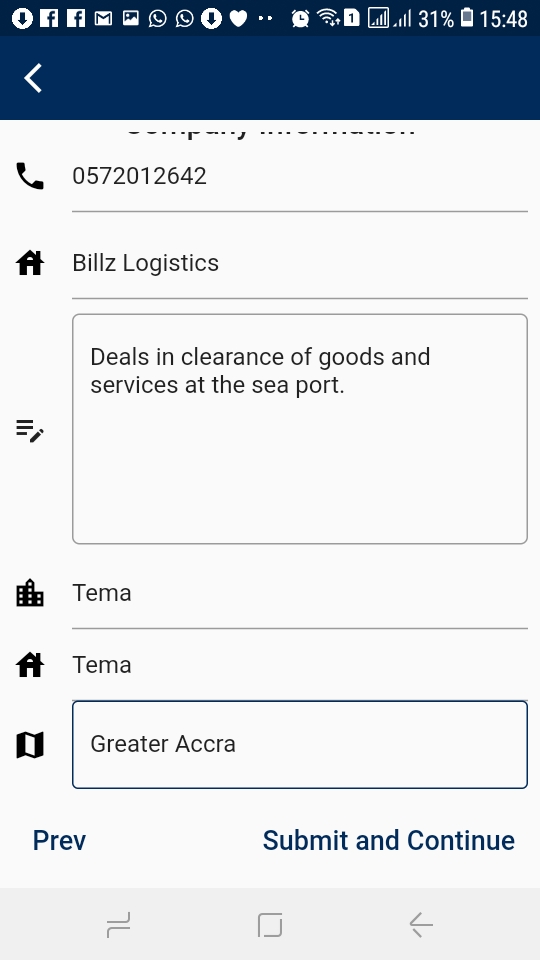 31% 15:48
Company Information
0572012642
Billz Logistics
Deals in clearance of goods and
services at the sea port.
Tema
Tema
Greater Accra
Prev Submit and Continue